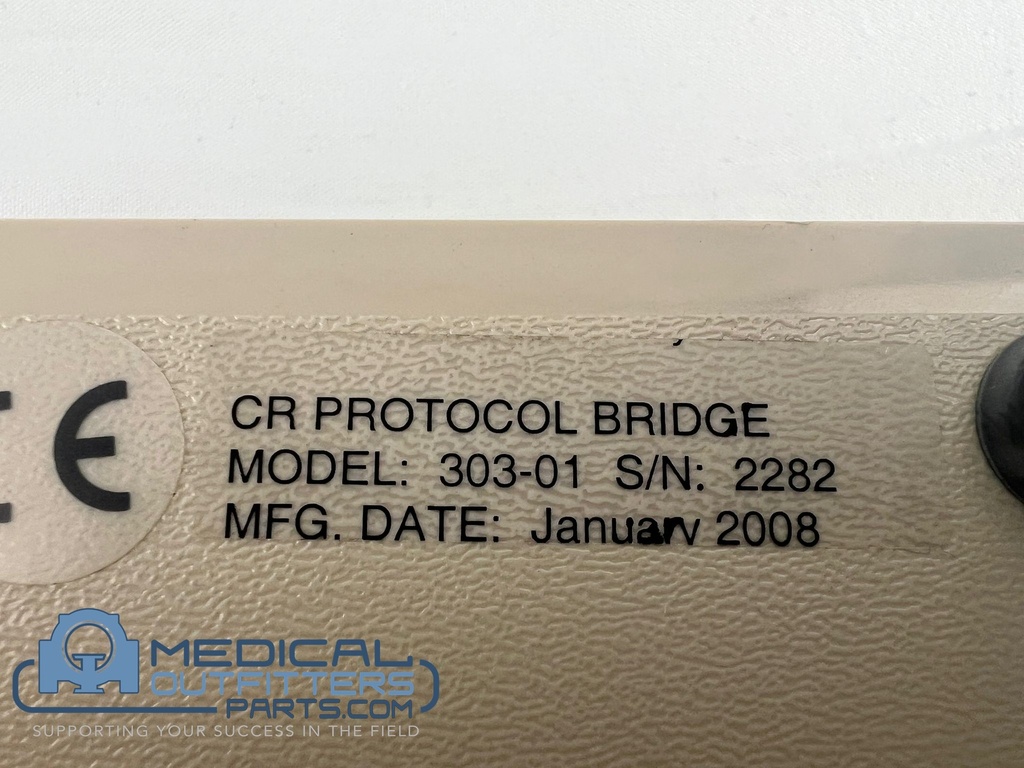 CE
CR PROTOCOL BRIDGE
MODEL: 303-01 S/N: 2282
MFG. DATE: January 2008
MEDICAL
OUTFITTERS
PARTS.COM
SUPPORTING YOUR SUCCESS IN THE FIELD